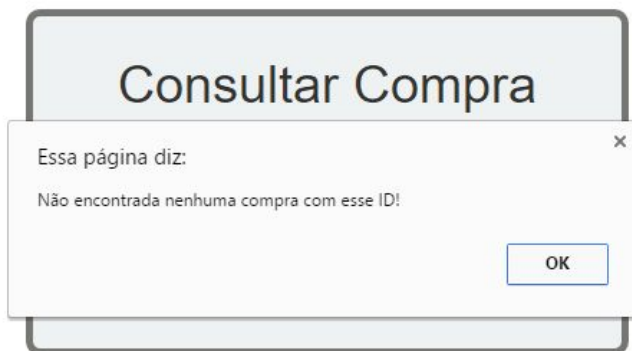 Consultar Compra
Essa página diz:
Não encontrada nenhuma compra com esse ID!
OK